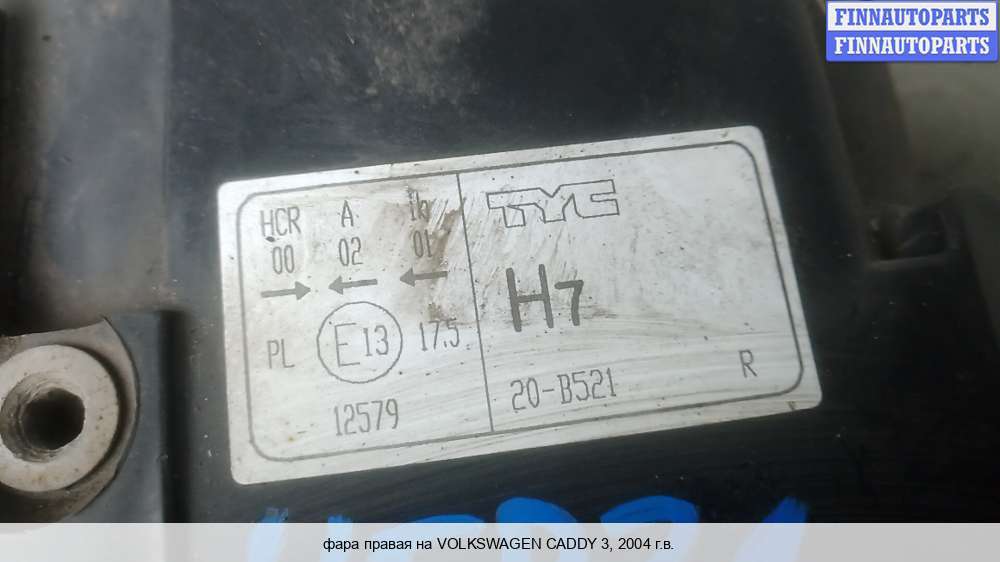 FINNAUTOPARTS
FINNAUTOPARTS
HCR A 1b
00 02 01
PL E13 17.5
12579
TYC
H7
20-B521 R
фара правая на VOLKSWAGEN CADDY 3, 2004 г.в.